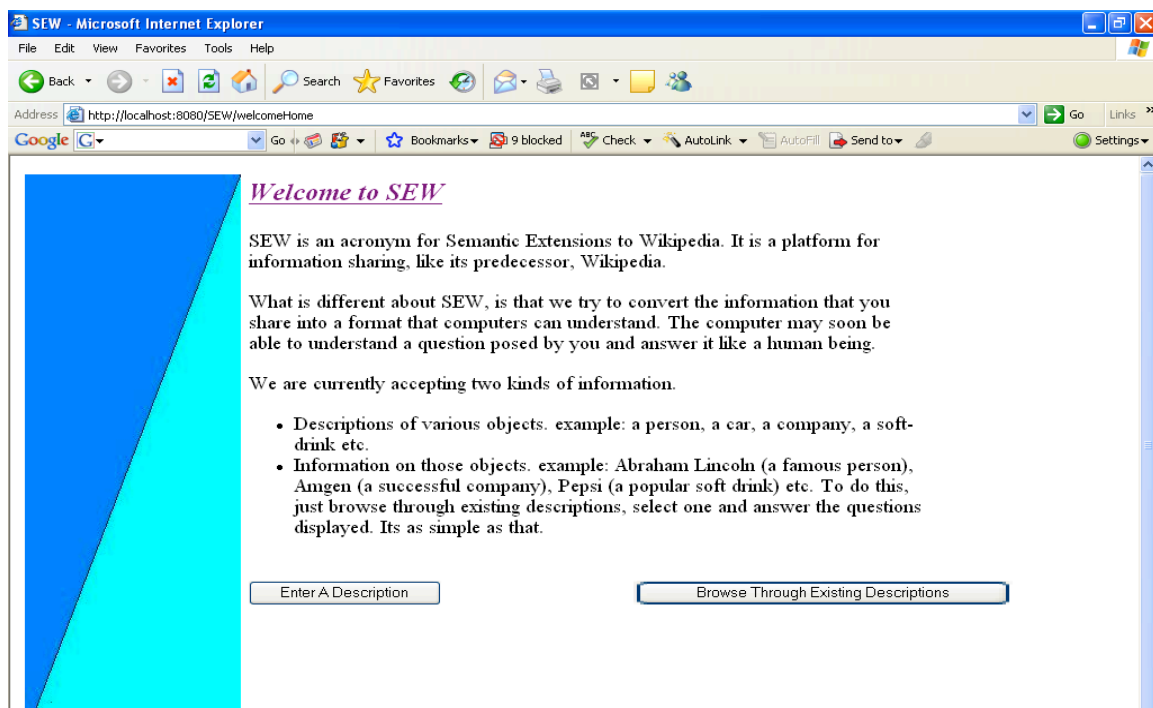 SEW - Microsoft Internet Explorer
File Edit View Favorites Tools Help
Back Search Favorites
Address http://localhost:8080/SEW/welcomeHome Go Links »
Google G Go Bookmarks 9 blocked ABC Check AutoLink AutoFill Send to Settings
Welcome to SEW
SEW is an acronym for Semantic Extensions to Wikipedia. It is a platform for
information sharing, like its predecessor, Wikipedia.
What is different about SEW, is that we try to convert the information that you
share into a format that computers can understand. The computer may soon be
able to understand a question posed by you and answer it like a human being.
We are currently accepting two kinds of information.
• Descriptions of various objects. example: a person, a car, a company, a soft-
drink etc.
• Information on those objects. example: Abraham Lincoln (a famous person),
Amgen (a successful company), Pepsi (a popular soft drink) etc. To do this,
just browse through existing descriptions, select one and answer the questions
displayed. Its as simple as that.
Enter A Description Browse Through Existing Descriptions